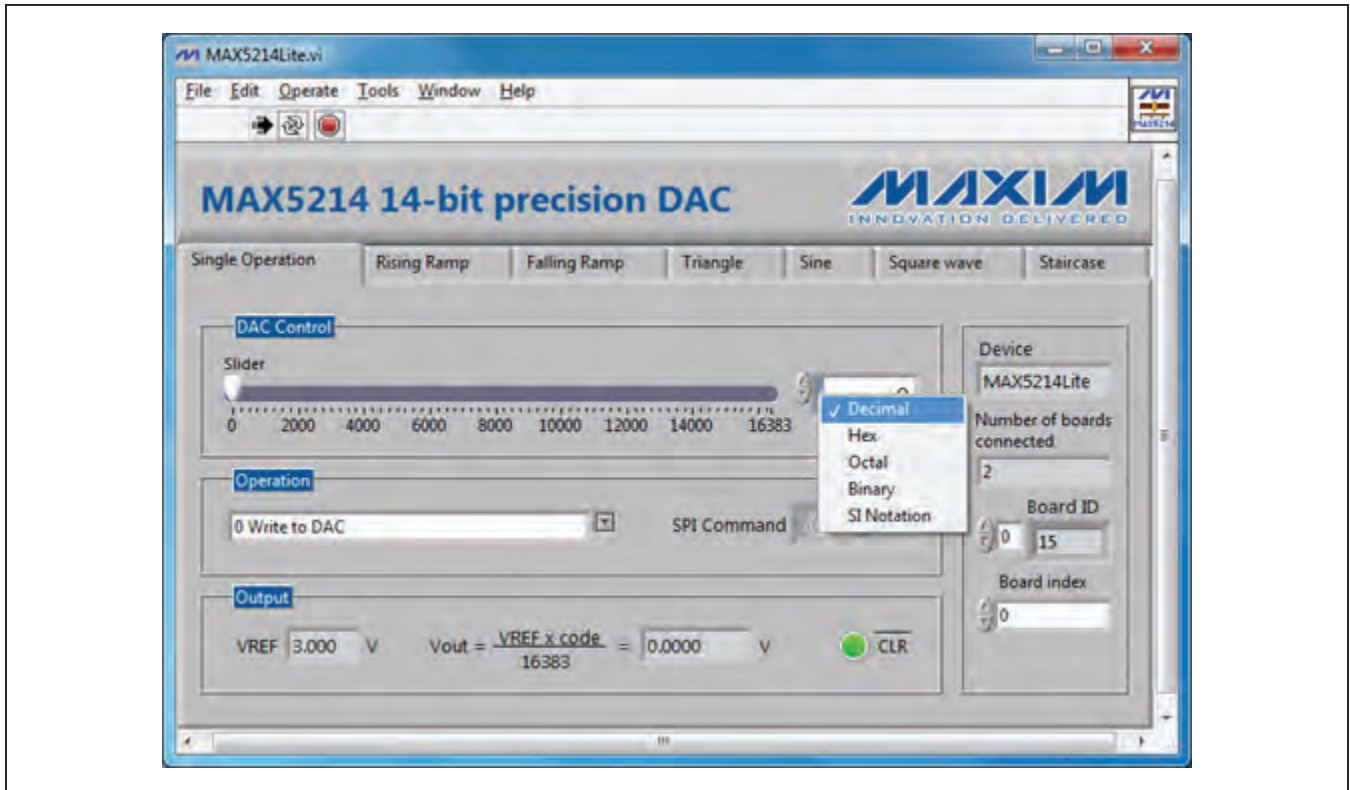 MAX5214Lite.vi
File Edit Operate Tools Window Help
MAX5214
MAX5214 14-bit precision DAC
MAXIM
INNOVATION DELIVERED
Single Operation Rising Ramp Falling Ramp Triangle Sine Square wave Staircase
DAC Control
Slider
0 2000 4000 6000 8000 10000 12000 14000 16383
✓ Decimal
Hex
Octal
Binary
SI Notation
Operation
0 Write to DAC
SPI Command
Output
VREF 3.000 V Vout = VREF x code = 0.0000 V CLR
16383
Device
MAX5214Lite
Number of boards
connected
2
Board ID
0 15
Board index
0